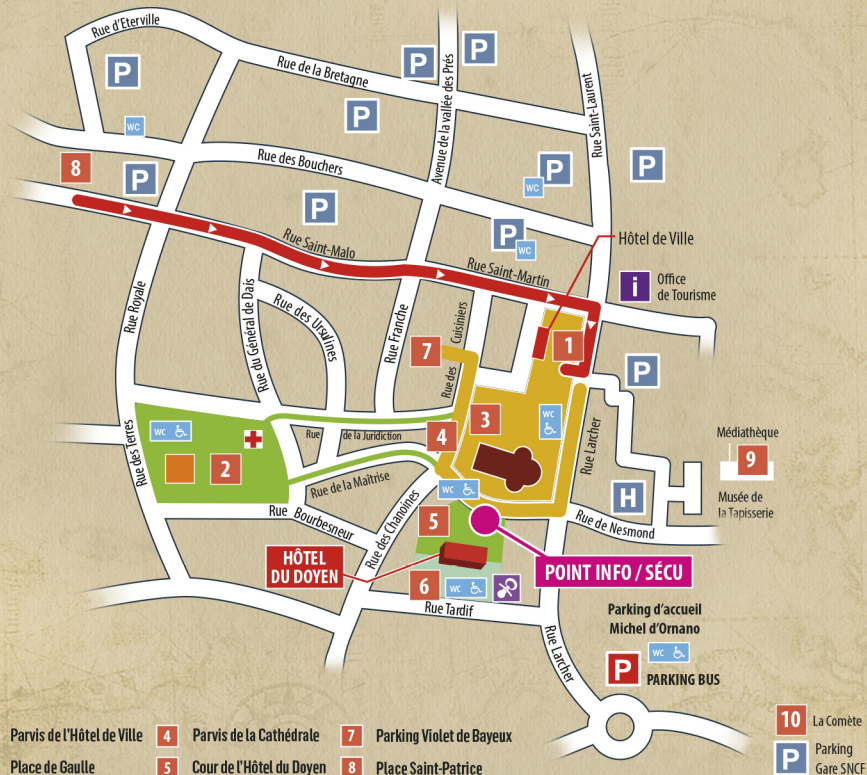 Rue d'Eterville
P
P
P
Rue de la Bretagne
Avenue de la vallée des Prés
Rue Saint-Laurent
P
WC
Rue des Bouchers
8
P
P
WC
P
P
P
WC
Hôtel de Ville
Rue Saint-Malo
Rue Saint-Martin
i
Office
de Tourisme
Rue Royale
Rue du Général de Dais
Rue des Ursulines
Rue Franche
Rue des Cuisiniers
7
1
P
3
WC
Rue Larcher
4
Rue de la Juridiction
Médiathèque
9
Musée de
la Tapisserie
Rue des Terres
WC
2
Rue de la Maîtrise
WC
H
Rue Bourbesneur
Rue des Chanoines
5
Rue de Nesmond
HÔTEL
DU DOYEN
POINT INFO / SÉCU
6
WC
Rue Tardif
Rue Larcher
Parking d'accueil
Michel d'Ornano
WC
P
PARKING BUS
10 La Comète
Parvis de l'Hôtel de Ville
4 Parvis de la Cathédrale
7 Parking Violet de Bayeux
Place de Gaulle
5 Cour de l'Hôtel du Doyen
8 Place Saint-Patrice
P Parking
Gare SNCF